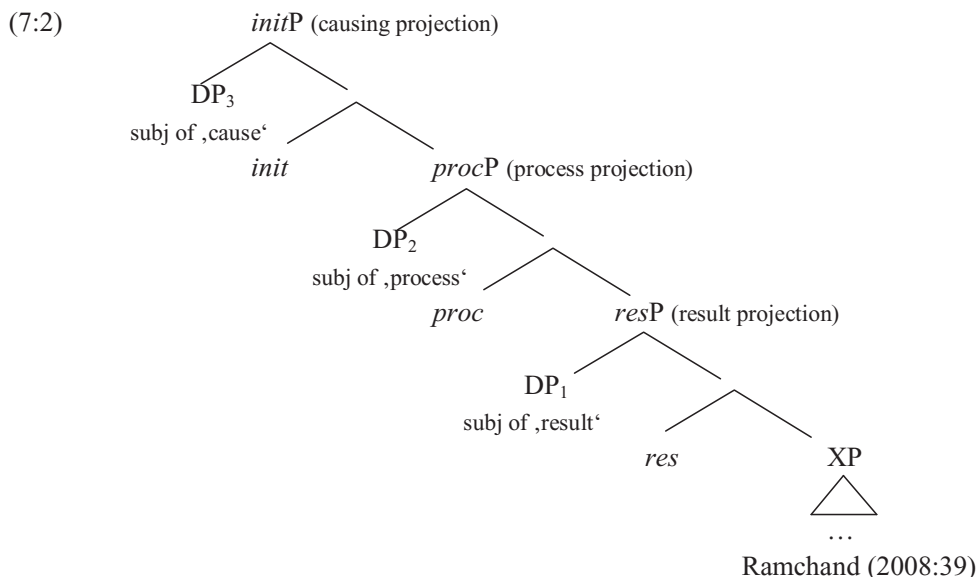 (7:2) initP (causing projection)
DP₃
subj of ‚cause‘
init procP (process projection)
DP₂
subj of ‚process‘
proc resP (result projection)
DP₁
subj of ‚result‘
res XP
…
Ramchand (2008:39)